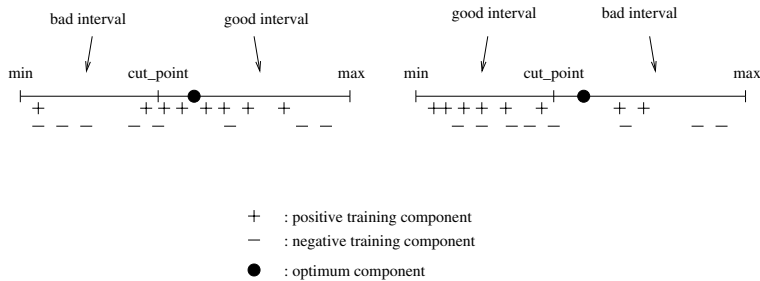 bad interval
good interval
min
cut_point
max
good interval
bad interval
min
cut_point
max
+ : positive training component
− : negative training component
● : optimum component